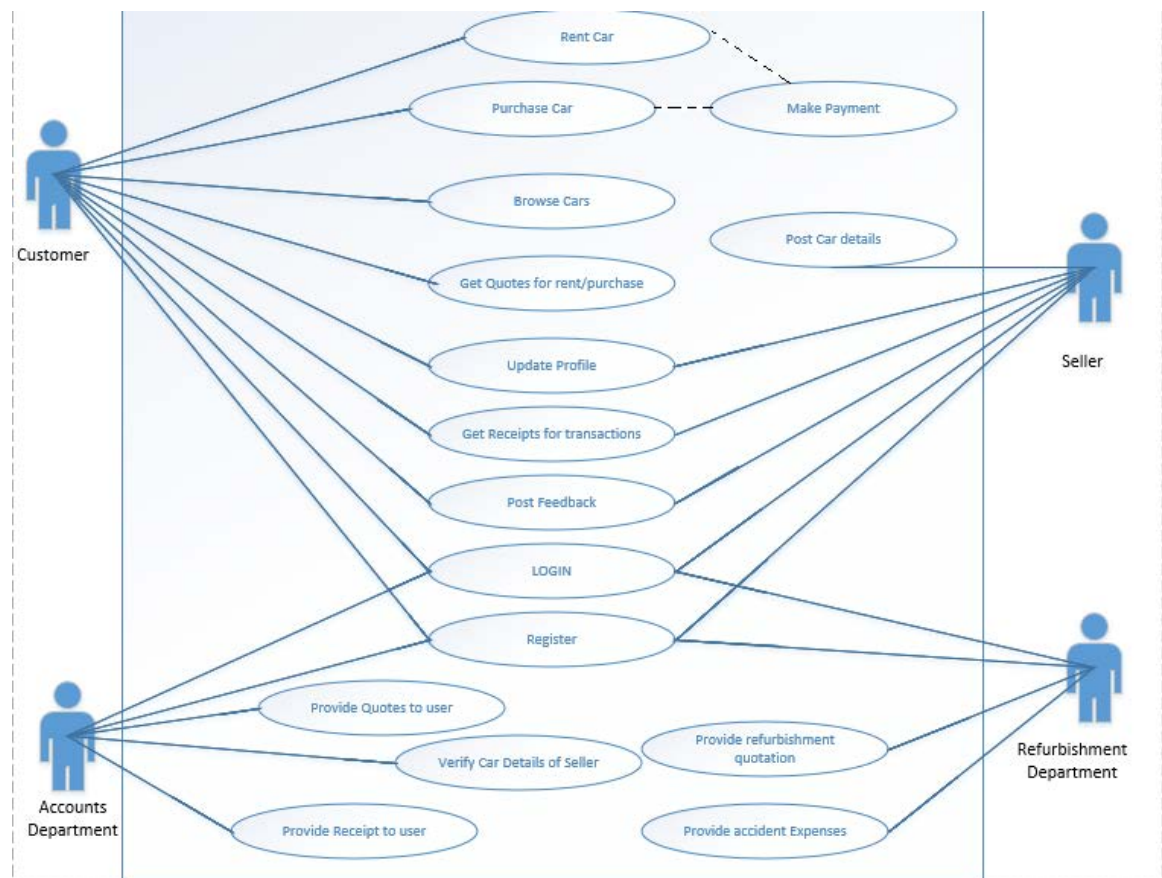 Rent Car
Purchase Car
Make Payment
Browse Cars
Post Car details
Customer
Get Quotes for rent/purchase
Update Profile
Seller
Get Receipts for transactions
Post Feedback
LOGIN
Register
Provide Quotes to user
Provide refurbishment
quotation
Refurbishment
Department
Verify Car Details of Seller
Accounts
Department
Provide Receipt to user
Provide accident Expenses